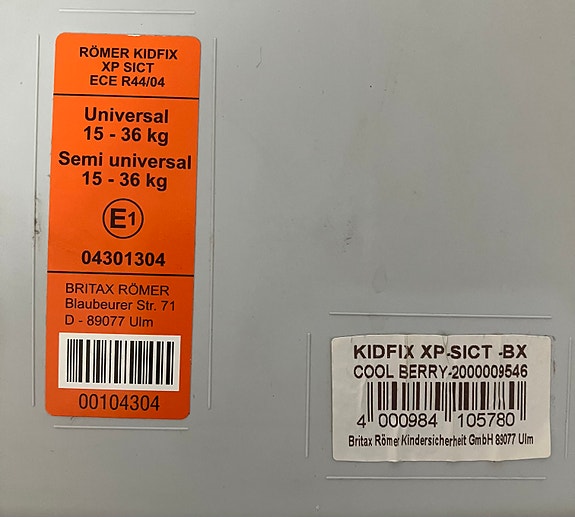 RÖMER KIDFIX
XP SICT
ECE R44/04
Universal
15 - 36 kg
Semi universal
15 - 36 kg
E1
04301304
BRITAX RÖMER
Blaubeurer Str. 71
D - 89077 Ulm
00104304
KIDFIX XP SICT -BX
COOL BERRY-2000009546
4 000984 105780
Britax Römer Kindersicherheit GmbH 89077 Ulm